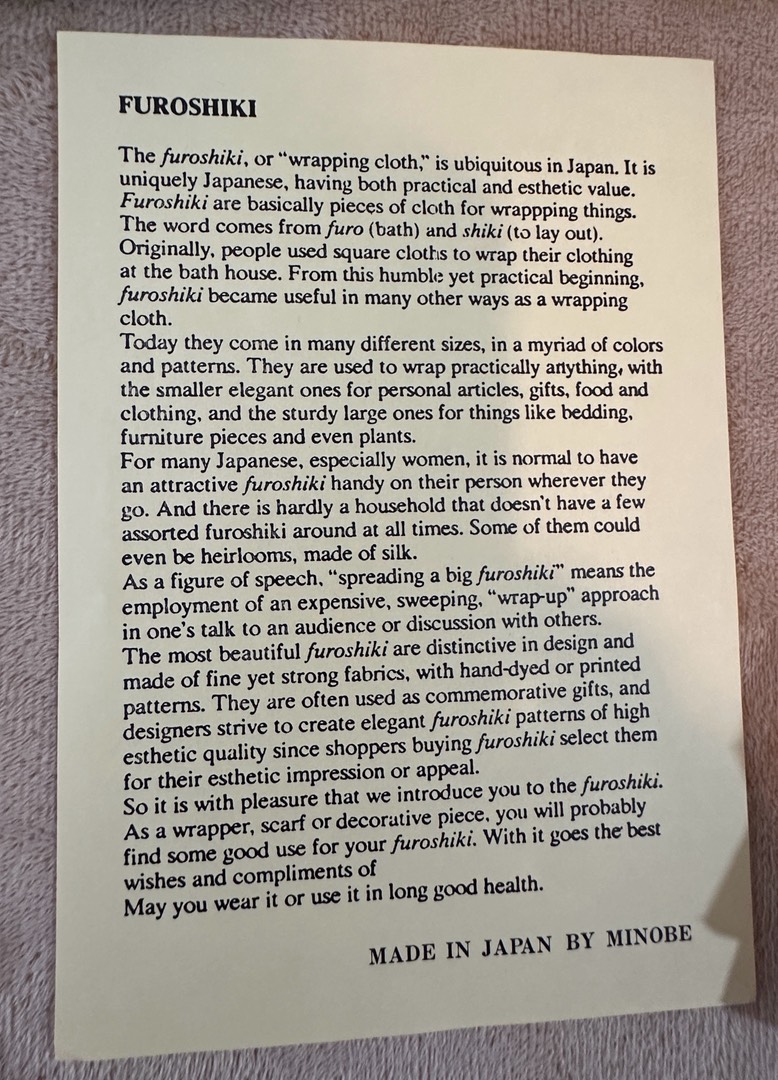 FUROSHIKI
The furoshiki, or “wrapping cloth,” is ubiquitous in Japan. It is
uniquely Japanese, having both practical and esthetic value.
Furoshiki are basically pieces of cloth for wrappping things.
The word comes from furo (bath) and shiki (to lay out).
Originally, people used square cloths to wrap their clothing
at the bath house. From this humble yet practical beginning,
furoshiki became useful in many other ways as a wrapping
cloth.
Today they come in many different sizes, in a myriad of colors
and patterns. They are used to wrap practically anything, with
the smaller elegant ones for personal articles, gifts, food and
clothing, and the sturdy large ones for things like bedding,
furniture pieces and even plants.
For many Japanese, especially women, it is normal to have
an attractive furoshiki handy on their person wherever they
go. And there is hardly a household that doesn't have a few
assorted furoshiki around at all times. Some of them could
even be heirlooms, made of silk.
As a figure of speech, “spreading a big furoshiki” means the
employment of an expensive, sweeping, “wrap-up” approach
in one's talk to an audience or discussion with others.
The most beautiful furoshiki are distinctive in design and
made of fine yet strong fabrics, with hand-dyed or printed
patterns. They are often used as commemorative gifts, and
designers strive to create elegant furoshiki patterns of high
esthetic quality since shoppers buying furoshiki select them
for their esthetic impression or appeal.
So it is with pleasure that we introduce you to the furoshiki.
As a wrapper, scarf or decorative piece, you will probably
find some good use for your furoshiki. With it goes the best
wishes and compliments of
May you wear it or use it in long good health.
MADE IN JAPAN BY MINOBE